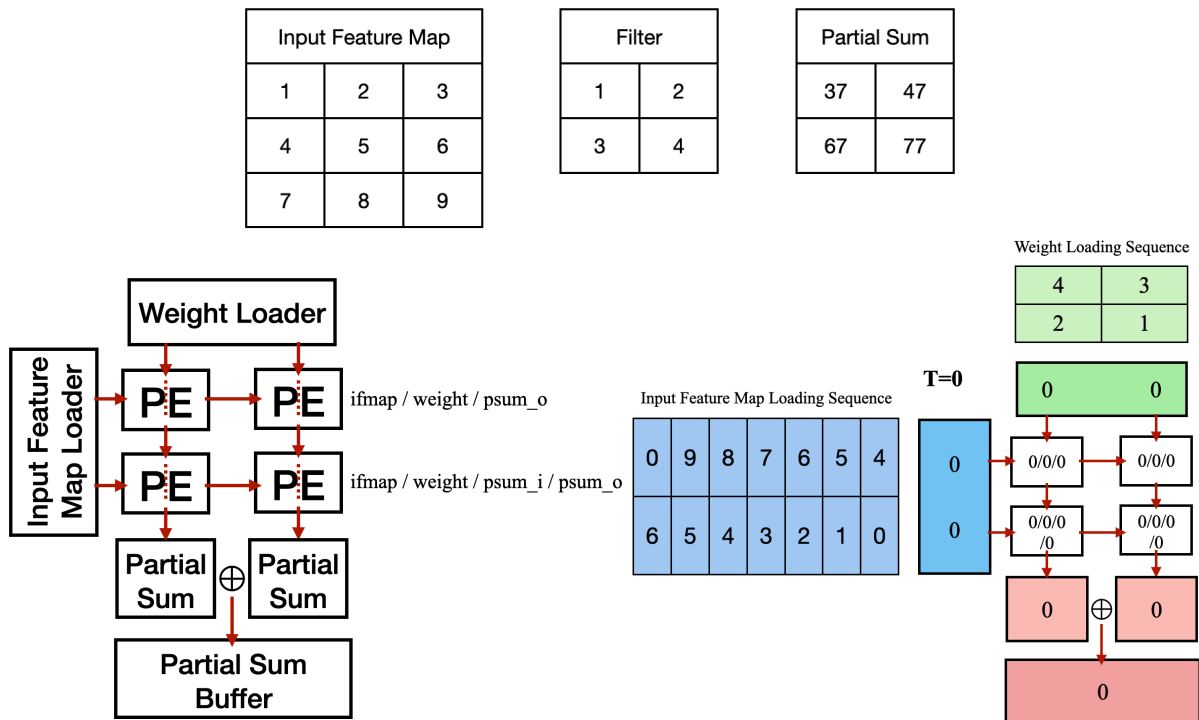 Input Feature Map
1 2 3
4 5 6
7 8 9
Filter
1 2
3 4
Partial Sum
37 47
67 77
Weight Loader
Input Feature
Map Loader
PE PE
ifmap / weight / psum_o
PE PE
ifmap / weight / psum_i / psum_o
Partial
Sum
⊕
Partial
Sum
Partial Sum
Buffer
Input Feature Map Loading Sequence
0 9 8 7 6 5 4
6 5 4 3 2 1 0
Weight Loading Sequence
4 3
2 1
T=0
0 0
0
0
0/0/0 0/0/0
0/0/0
/0
0/0/0
/0
0 ⊕ 0
0